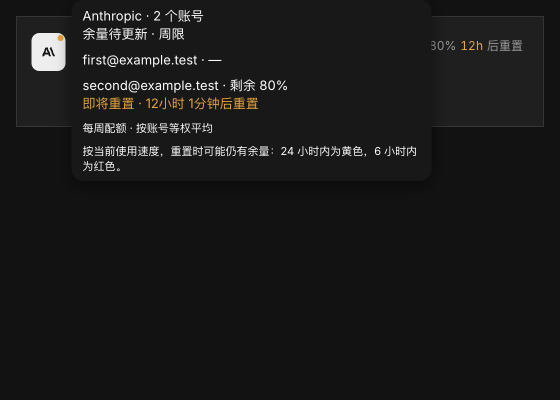 Anthropic · 2 个账号
余量待更新 · 周限
first@example.test · —
second@example.test · 剩余 80%
即将重置 · 12小时 1分钟后重置
每周配额 · 按账号等权平均
按当前使用速度，重置时可能仍有余量：24 小时内为黄色，6 小时内
为红色。
80% 12h 后重置
A\